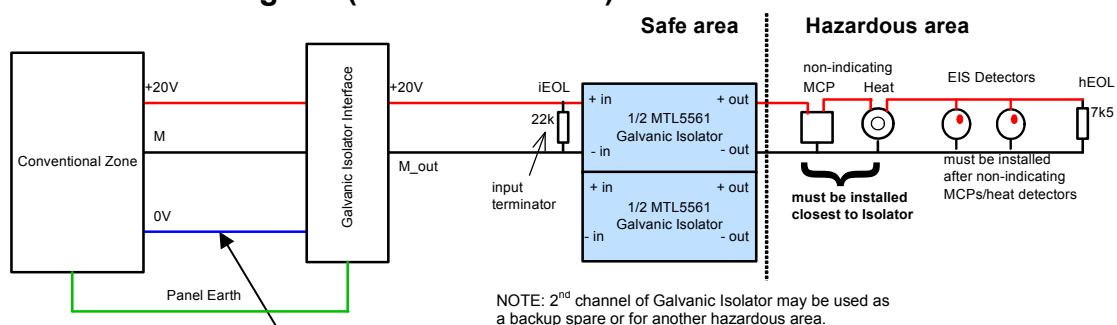 Safe area
Hazardous area
non-indicating
MCP
Heat
EIS Detectors
hEOL
+20V
+20V
iEOL
+ in
+ out
22k
1/2 MTL5561
Galvanic Isolator
7k5
Conventional Zone
M
Galvanic Isolator Interface
M_out
- in
- out
input
terminator
must be installed
closest to Isolator
must be installed
after non-indicating
MCPs/heat detectors
+ in
+ out
1/2 MTL5561
Galvanic Isolator
- in
- out
0V
Panel Earth
NOTE: 2nd channel of Galvanic Isolator may be used as
a backup spare or for another hazardous area.